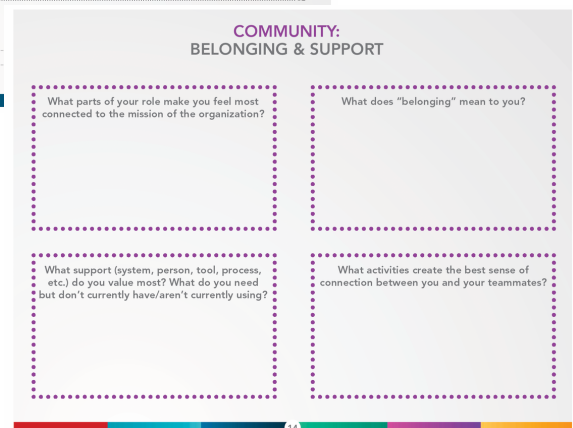 COMMUNITY:
BELONGING & SUPPORT
What parts of your role make you feel most
connected to the mission of the organization?
What does “belonging” mean to you?
What support (system, person, tool, process,
etc.) do you value most? What do you need
but don’t currently have/aren’t currently using?
What activities create the best sense of
connection between you and your teammates?
14